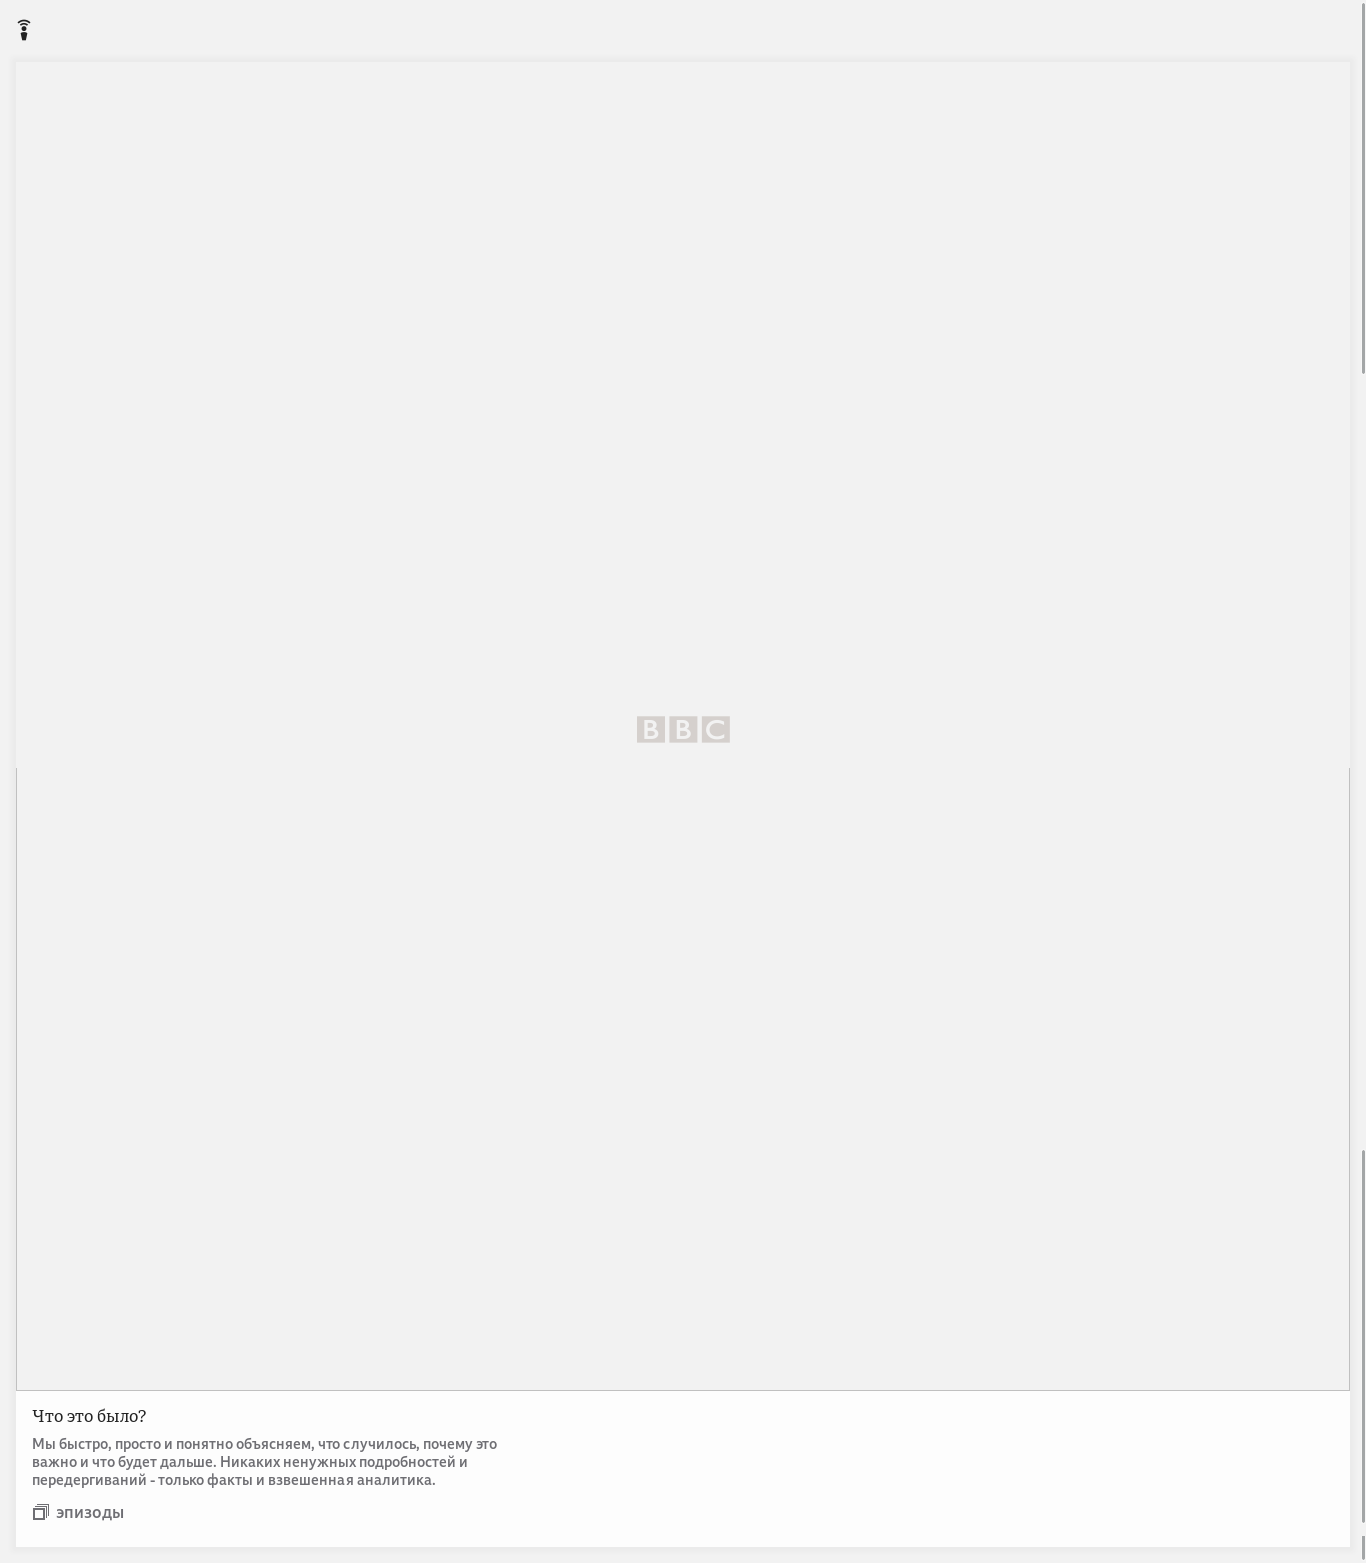 BBC
Что это было?
Мы быстро, просто и понятно объясняем, что случилось, почему это
важно и что будет дальше. Никаких ненужных подробностей и
передергиваний - только факты и взвешенная аналитика.
эпизоды